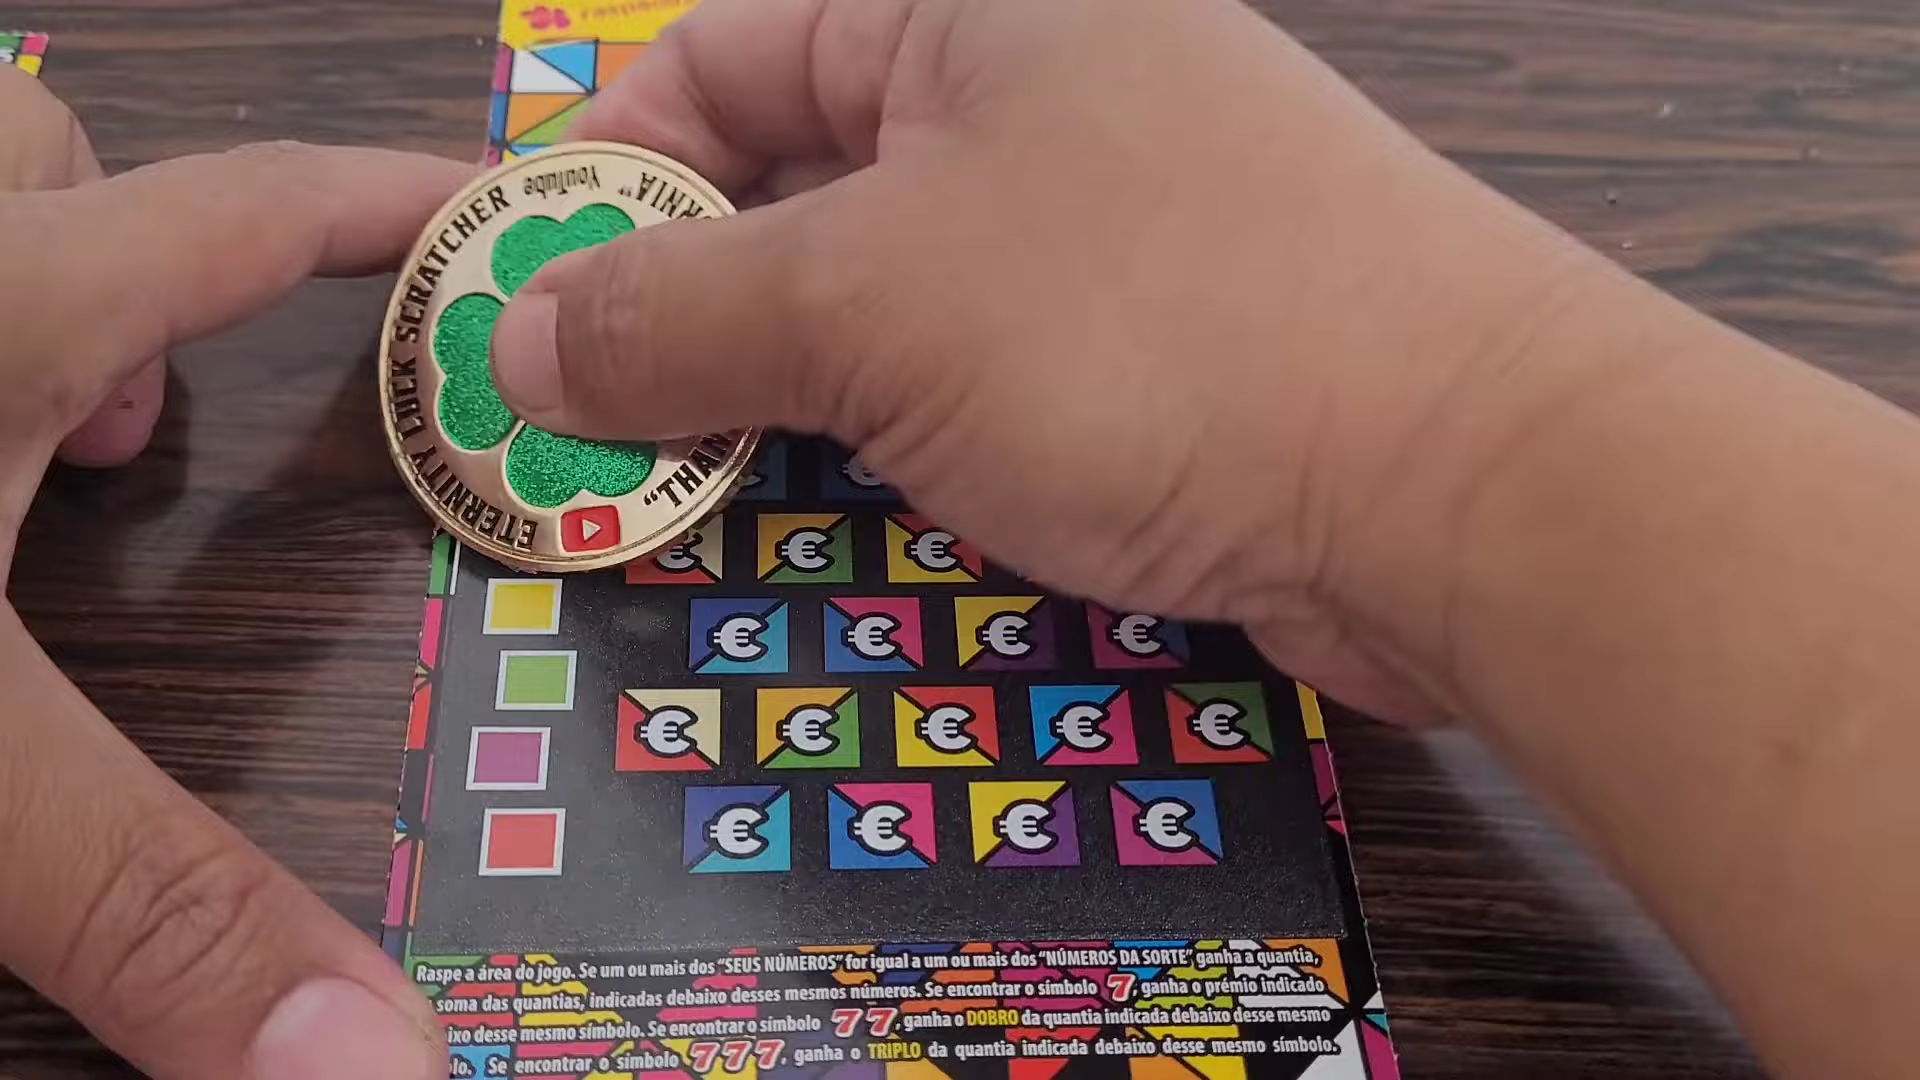 ETERNITY LUCK SCRATCHER
YouTube
Raspe a área do jogo. Se um ou mais dos “SEUS NÚMEROS” for igual a um ou mais dos “NÚMEROS DA SORTE” ganha a quantia,
soma das quantias, indicadas debaixo desses mesmos números. Se encontrar o símbolo 7, ganha o prémio indicado
ixo desse mesmo símbolo. Se encontrar o símbolo 77, ganha o DOBRO da quantia indicada debaixo desse mesmo
lo. Se encontrar o símbolo 777, ganha o TRIPLO da quantia indicada debaixo desse mesmo símbolo.